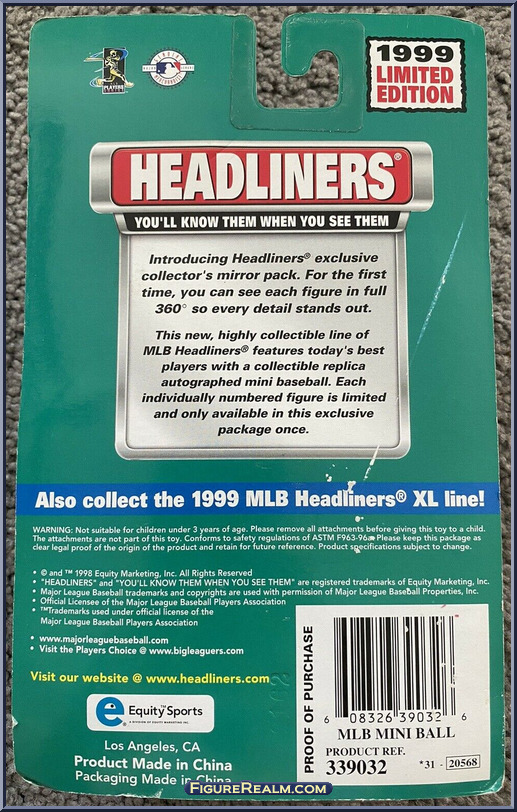 1999
LIMITED
EDITION
PLAYERS
GENUINE
MERCHANDISE
HEADLINERS®
YOU'LL KNOW THEM WHEN YOU SEE THEM
Introducing Headliners® exclusive
collector's mirror pack. For the first
time, you can see each figure in full
360° so every detail stands out.
This new, highly collectible line of
MLB Headliners® features today's best
players with a collectible replica
autographed mini baseball. Each
individually numbered figure is limited
and only available in this exclusive
package once.
Also collect the 1999 MLB Headliners® XL line!
WARNING: Not suitable for children under 3 years of age. Please remove all attachments before giving this toy to a child.
The attachments are not part of this toy. Conforms to safety regulations of ASTM F963-96a. Please keep this package as
clear legal proof of the origin of the product and retain for future reference. Product specifications subject to change.
• © and ™ 1998 Equity Marketing, Inc. All Rights Reserved
• "HEADLINERS" and "YOU'LL KNOW THEM WHEN YOU SEE THEM" are registered trademarks of Equity Marketing, Inc.
• Major League Baseball trademarks and copyrights are used with permission of Major League Baseball Properties, Inc.
• Official Licensee of the Major League Baseball Players Association
• ™Trademarks used under official license of the
Major League Baseball Players Association
• www.majorleaguebaseball.com
• Visit the Players Choice @ www.bigleaguers.com
Visit our website @ www.headliners.com
e Equity Sports™
A DIVISION OF EQUITY MARKETING INC.
Los Angeles, CA
Product Made in China
Packaging Made in China
PROOF OF PURCHASE
6 08326 39032 6
MLB MINI BALL
PRODUCT REF.
339032
*31 - 20568
FIGUREREALM.COM